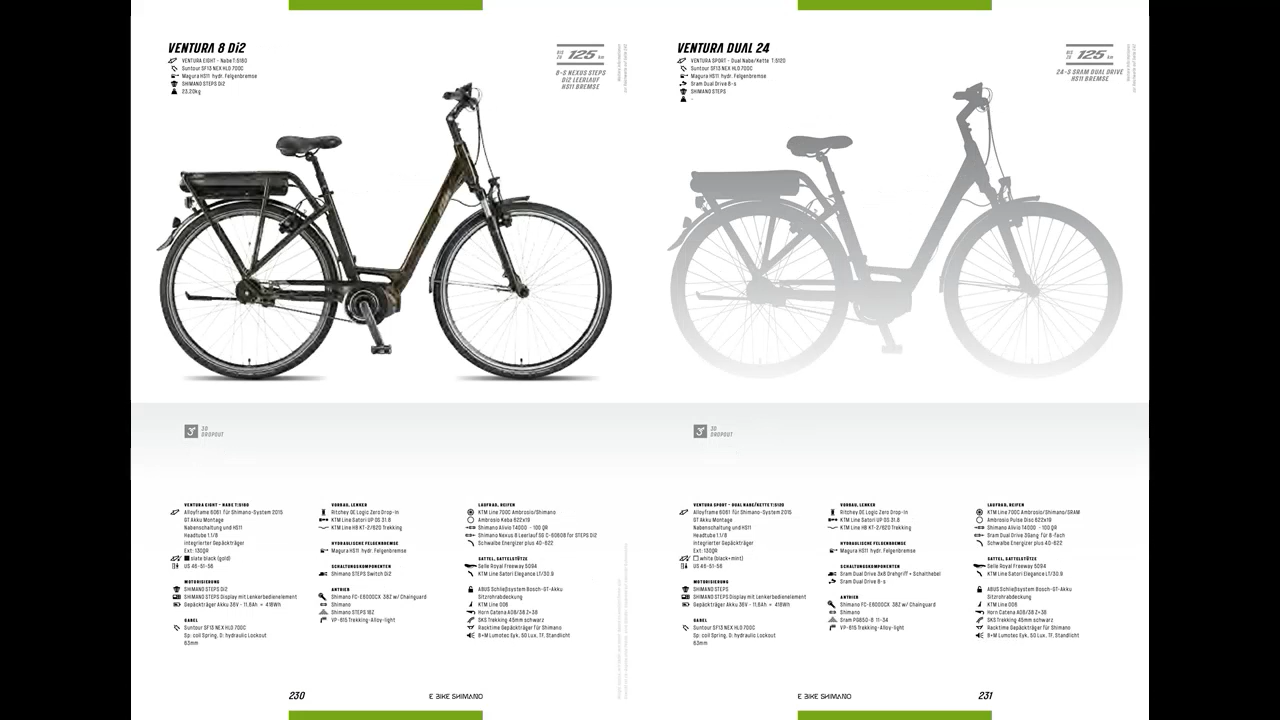 VENTURA 8 Di2
VENTURA EIGHT - Nabe T:5180
Suntour SF13 NEX HLO 700C
Magura HS11 hydr. Felgenbremse
SHIMANO STEPS Di2
23,20kg
BIS ZU 125 km
8-S NEXUS STEPS
DI2 LEERLAUF
HS11 BREMSE
3D
DROPOUT
VENTURA EIGHT - NABE T:5180
Alloyframe 6061 für Shimano-System 2015
GT Akku Montage
Nabenschaltung und HS11
Headtube 1.1/8
Integrierter Gepäckträger
Ext: 130QR
slate black (gold)
US 46-51-56
MOTORISIERUNG
SHIMANO STEPS Di2
SHIMANO STEPS Display mit Lenkerbedienelement
Gepäckträger Akku 36V - 11,6Ah = 418Wh
GABEL
Suntour SF13 NEX HLO 700C
Sp: coil Spring, D: hydraulic Lockout
63mm
VORBAU, LENKER
Ritchey OE Logic Zero Drop-In
KTM Line Satori UP OS 31.8
KTM Line HB KT-2/620 Trekking
HYDRAULISCHE FELGENBREMSE
Magura HS11 hydr. Felgenbremse
SCHALTUNGSKOMPONENTEN
Shimano STEPS Switch Di2
ANTRIEB
Shimano FC-E6000CX 38Z w/ Chainguard
Shimano
Shimano STEPS 18Z
VP-615 Trekking-Alloy-light
LAUFRAD, REIFEN
KTM Line 700C Ambrosio/Shimano
Ambrosio Keba 622x19
Shimano Alivio T4000 - 100 QR
Shimano Nexus 8 Leerlauf SG C-6060B for STEPS Di2
Schwalbe Energizer plus 40-622
SATTEL, SATTELSTÜTZE
Selle Royal Freeway 5094
KTM Line Satori Elegance LT/30.9
ABUS Schließsystem Bosch-GT-Akku
Sitzrohrabdeckung
KTM Line 006
Horn Catena A08/38 Z=38
SKS Trekking 45mm schwarz
Racktime Gepäckträger für Shimano
B+M Lumotec Eyk, 50 Lux, TF, Standlicht
230
E BIKE SHIMANO
VENTURA DUAL 24
VENTURA SPORT - Dual Nabe/Kette T:5120
Suntour SF13 NEX HLO 700C
Magura HS11 hydr. Felgenbremse
Sram Dual Drive 8-s
SHIMANO STEPS
-
BIS ZU 125 km
24-S SRAM DUAL DRIVE
HS11 BREMSE
3D
DROPOUT
VENTURA SPORT - DUAL NABE/KETTE T:5120
Alloyframe 6061 für Shimano-System 2015
GT Akku Montage
Nabenschaltung und HS11
Headtube 1.1/8
Integrierter Gepäckträger
Ext: 130QR
white (black+mint)
US 46-51-56
MOTORISIERUNG
SHIMANO STEPS
SHIMANO STEPS Display mit Lenkerbedienelement
Gepäckträger Akku 36V - 11,6Ah = 418Wh
GABEL
Suntour SF13 NEX HLO 700C
Sp: coil Spring, D: hydraulic Lockout
63mm
VORBAU, LENKER
Ritchey OE Logic Zero Drop-In
KTM Line Satori UP OS 31.8
KTM Line HB KT-2/620 Trekking
HYDRAULISCHE FELGENBREMSE
Magura HS11 hydr. Felgenbremse
SCHALTUNGSKOMPONENTEN
Sram Dual Drive 3x8 Drehgriff + Schalthebel
Sram Dual Drive 8-s
ANTRIEB
Shimano FC-E6000CX 38Z w/ Chainguard
Shimano
Sram PG850-8 11-34
VP-615 Trekking-Alloy-light
LAUFRAD, REIFEN
KTM Line 700C Ambrosio/Shimano/SRAM
Ambrosio Pulse Disc 622x19
Shimano Alivio T4000 - 100 QR
Sram Dual Drive 3Gang für 8-fach
Schwalbe Energizer plus 40-622
SATTEL, SATTELSTÜTZE
Selle Royal Freeway 5094
KTM Line Satori Elegance LT/30.9
ABUS Schließsystem Bosch-GT-Akku
Sitzrohrabdeckung
KTM Line 006
Horn Catena A08/38 Z=38
SKS Trekking 45mm schwarz
Racktime Gepäckträger für Shimano
B+M Lumotec Eyk, 50 Lux, TF, Standlicht
E BIKE SHIMANO
231